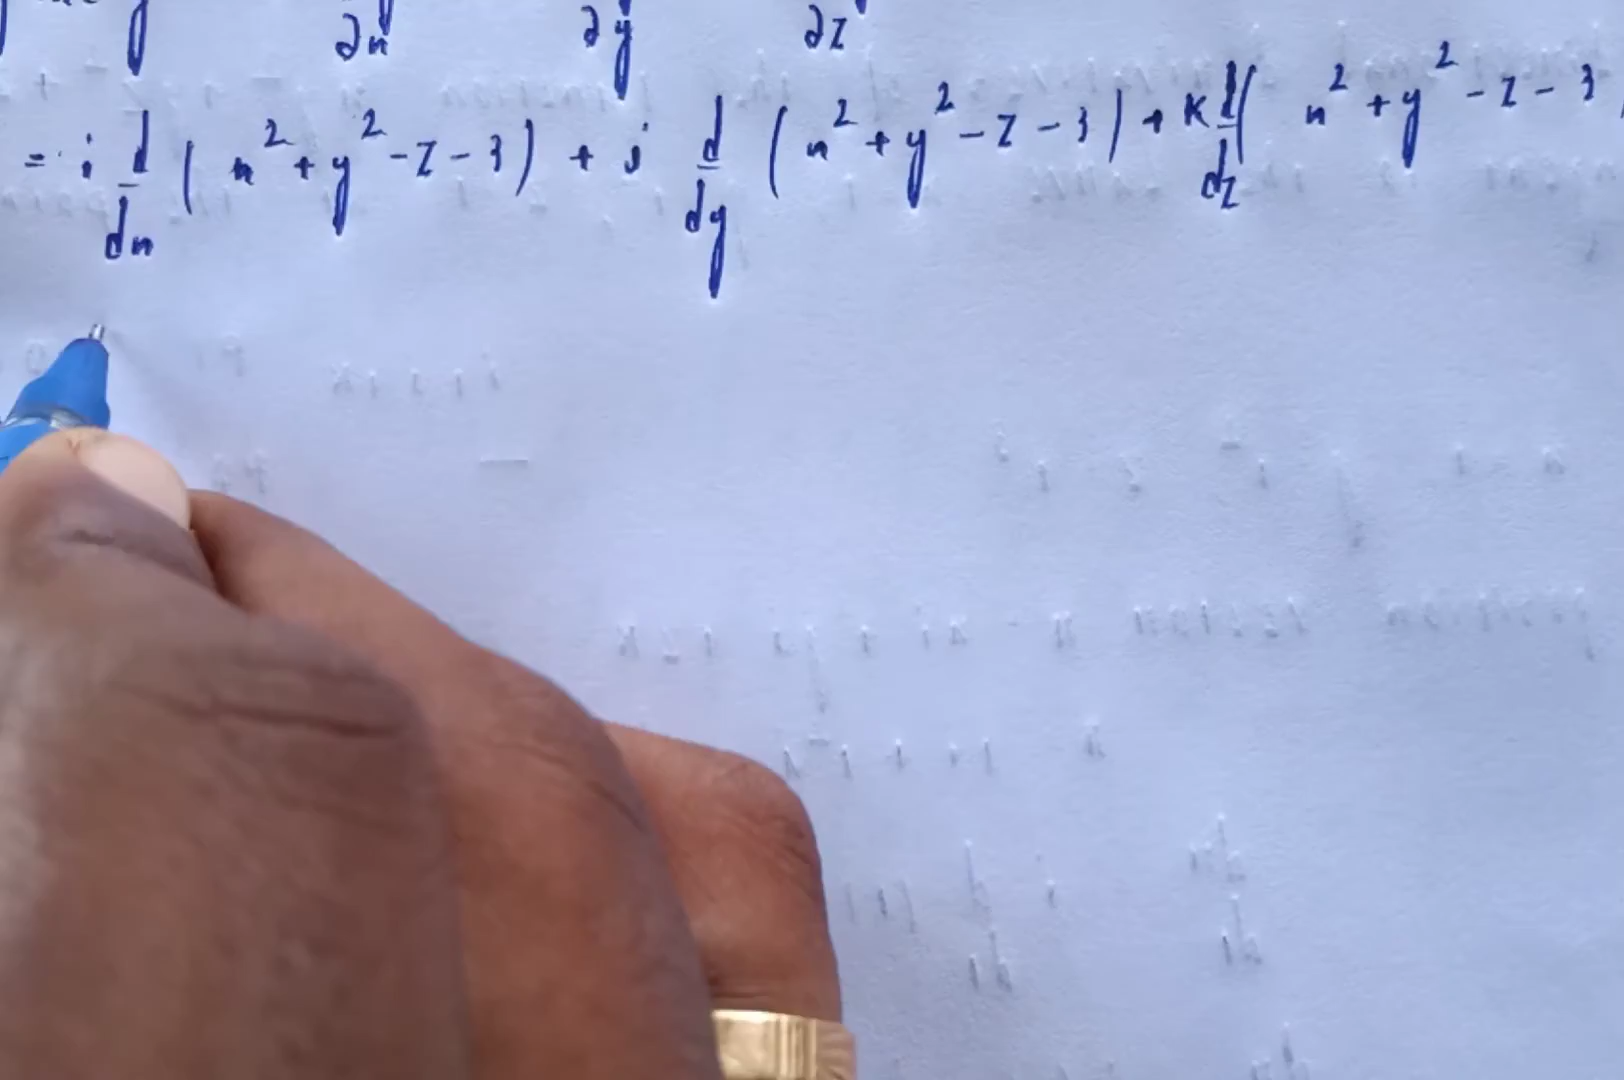 ∂x ∂y ∂z
= i d/dx (x² + y² - z - 3) + j d/dy (x² + y² - z - 3) + k d/dz (x² + y² - z - 3